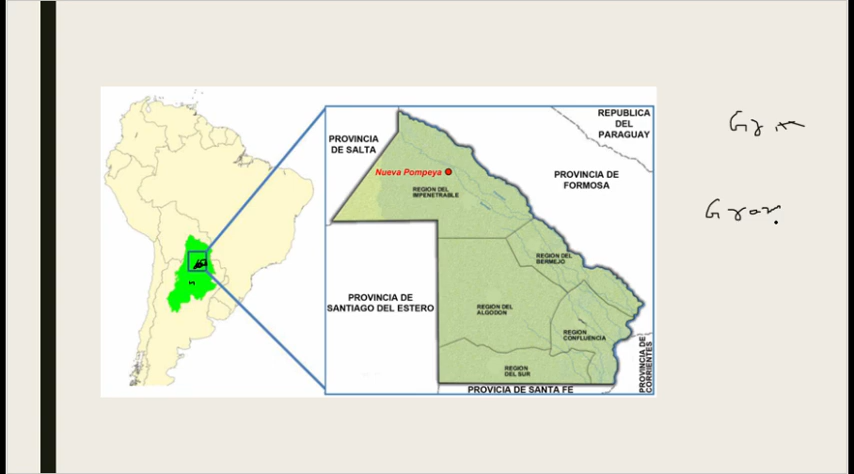 REPUBLICA
DEL
PARAGUAY
PROVINCIA
DE SALTA
Nueva Pompeya
PROVINCIA DE
FORMOSA
REGION DEL
IMPENETRABLE
REGION DEL
BERMEJO
PROVINCIA DE
SANTIAGO DEL ESTERO
REGION DEL
ALGODON
REGION
CONFLUENCIA
REGION
DEL SUR
PROVINCIA DE
CORRIENTES
PROVICIA DE SANTA FE